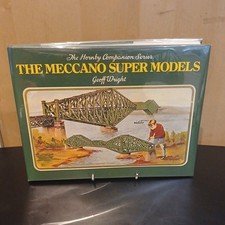 The Hornby Companion Series
THE MECCANO SUPER MODELS
Geoff Wright